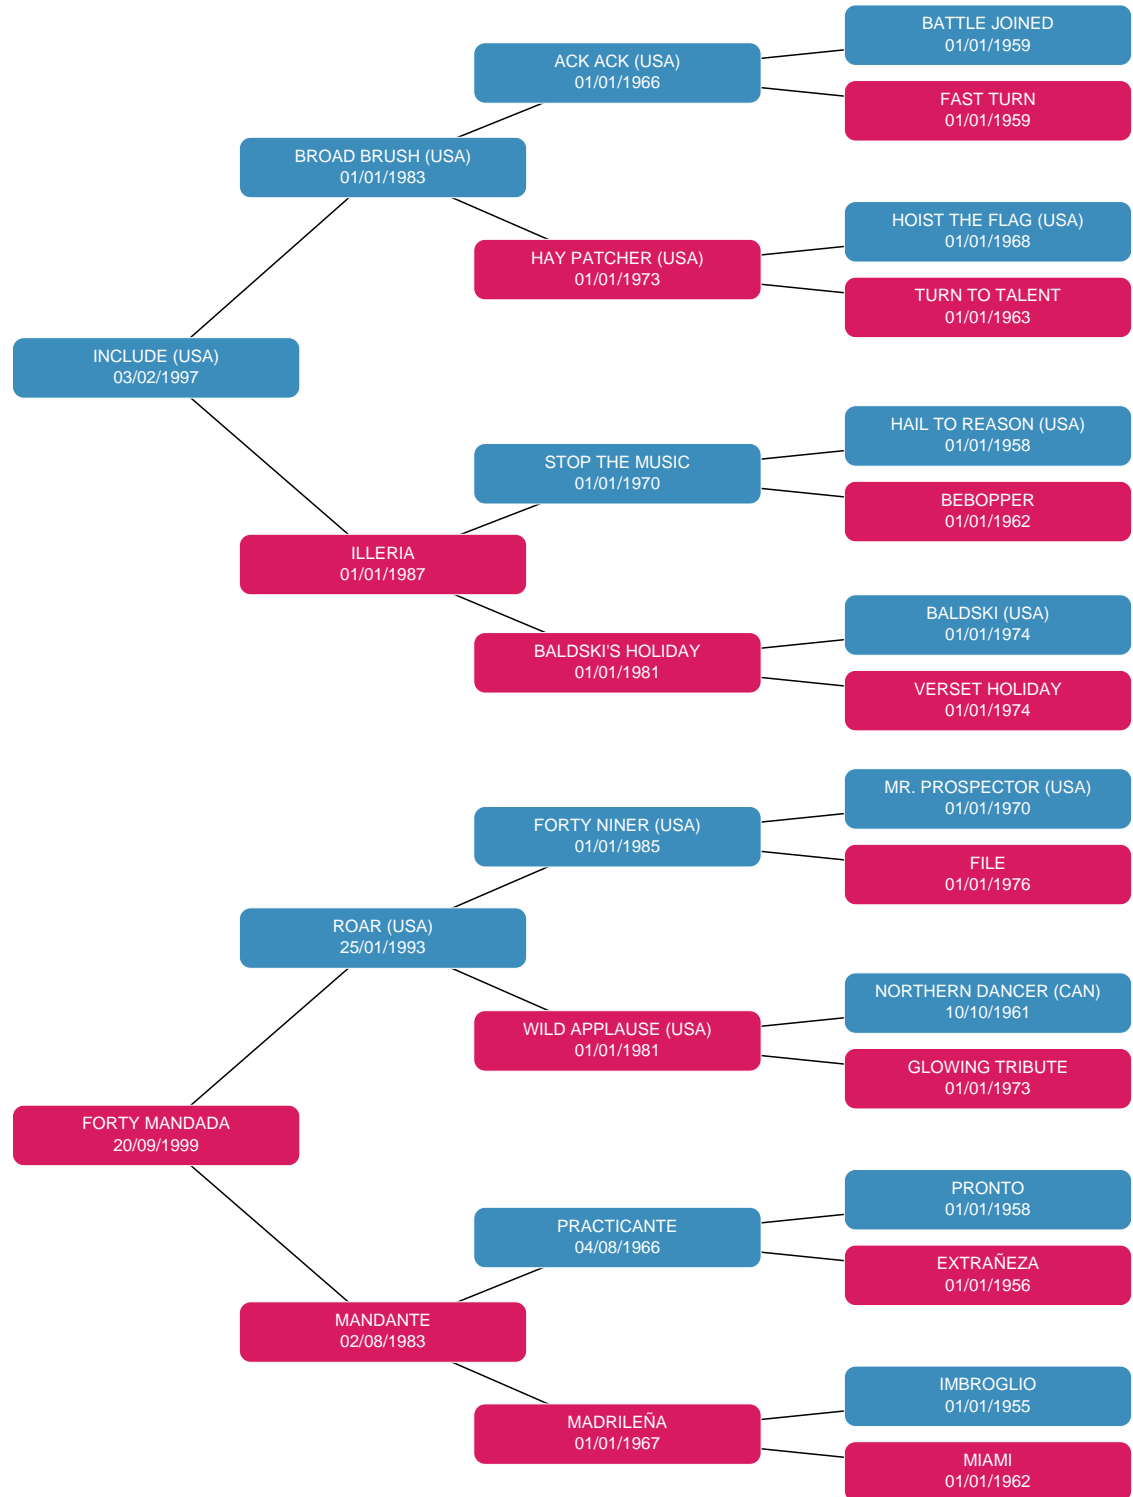 BATTLE JOINED
01/01/1959
ACK ACK (USA)
01/01/1966
FAST TURN
01/01/1959
BROAD BRUSH (USA)
01/01/1983
HOIST THE FLAG (USA)
01/01/1968
HAY PATCHER (USA)
01/01/1973
TURN TO TALENT
01/01/1963
INCLUDE (USA)
03/02/1997
HAIL TO REASON (USA)
01/01/1958
STOP THE MUSIC
01/01/1970
BEBOPPER
01/01/1962
ILLERIA
01/01/1987
BALDSKI (USA)
01/01/1974
BALDSKI'S HOLIDAY
01/01/1981
VERSET HOLIDAY
01/01/1974
MR. PROSPECTOR (USA)
01/01/1970
FORTY NINER (USA)
01/01/1985
FILE
01/01/1976
ROAR (USA)
25/01/1993
NORTHERN DANCER (CAN)
10/10/1961
WILD APPLAUSE (USA)
01/01/1981
GLOWING TRIBUTE
01/01/1973
FORTY MANDADA
20/09/1999
PRONTO
01/01/1958
PRACTICANTE
04/08/1966
EXTRAÑEZA
01/01/1956
MANDANTE
02/08/1983
IMBROGLIO
01/01/1955
MADRILEÑA
01/01/1967
MIAMI
01/01/1962